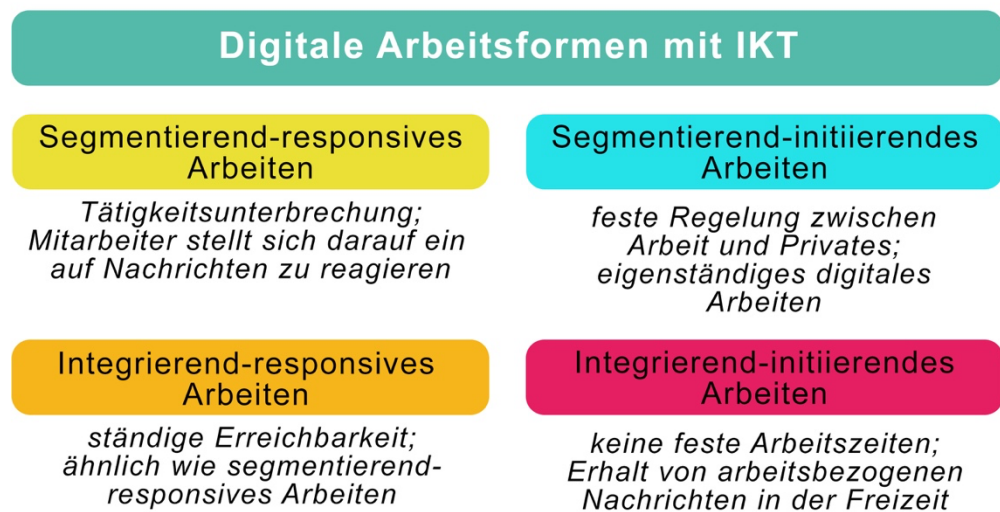 Digitale Arbeitsformen mit IKT
Segmentierend-responsives
Arbeiten
Tätigkeitsunterbrechung;
Mitarbeiter stellt sich darauf ein
auf Nachrichten zu reagieren
Segmentierend-initiierendes
Arbeiten
feste Regelung zwischen
Arbeit und Privates;
eigenständiges digitales
Arbeiten
Integrierend-responsives
Arbeiten
ständige Erreichbarkeit;
ähnlich wie segmentierend-
responsives Arbeiten
Integrierend-initiierendes
Arbeiten
keine feste Arbeitszeiten;
Erhalt von arbeitsbezogenen
Nachrichten in der Freizeit